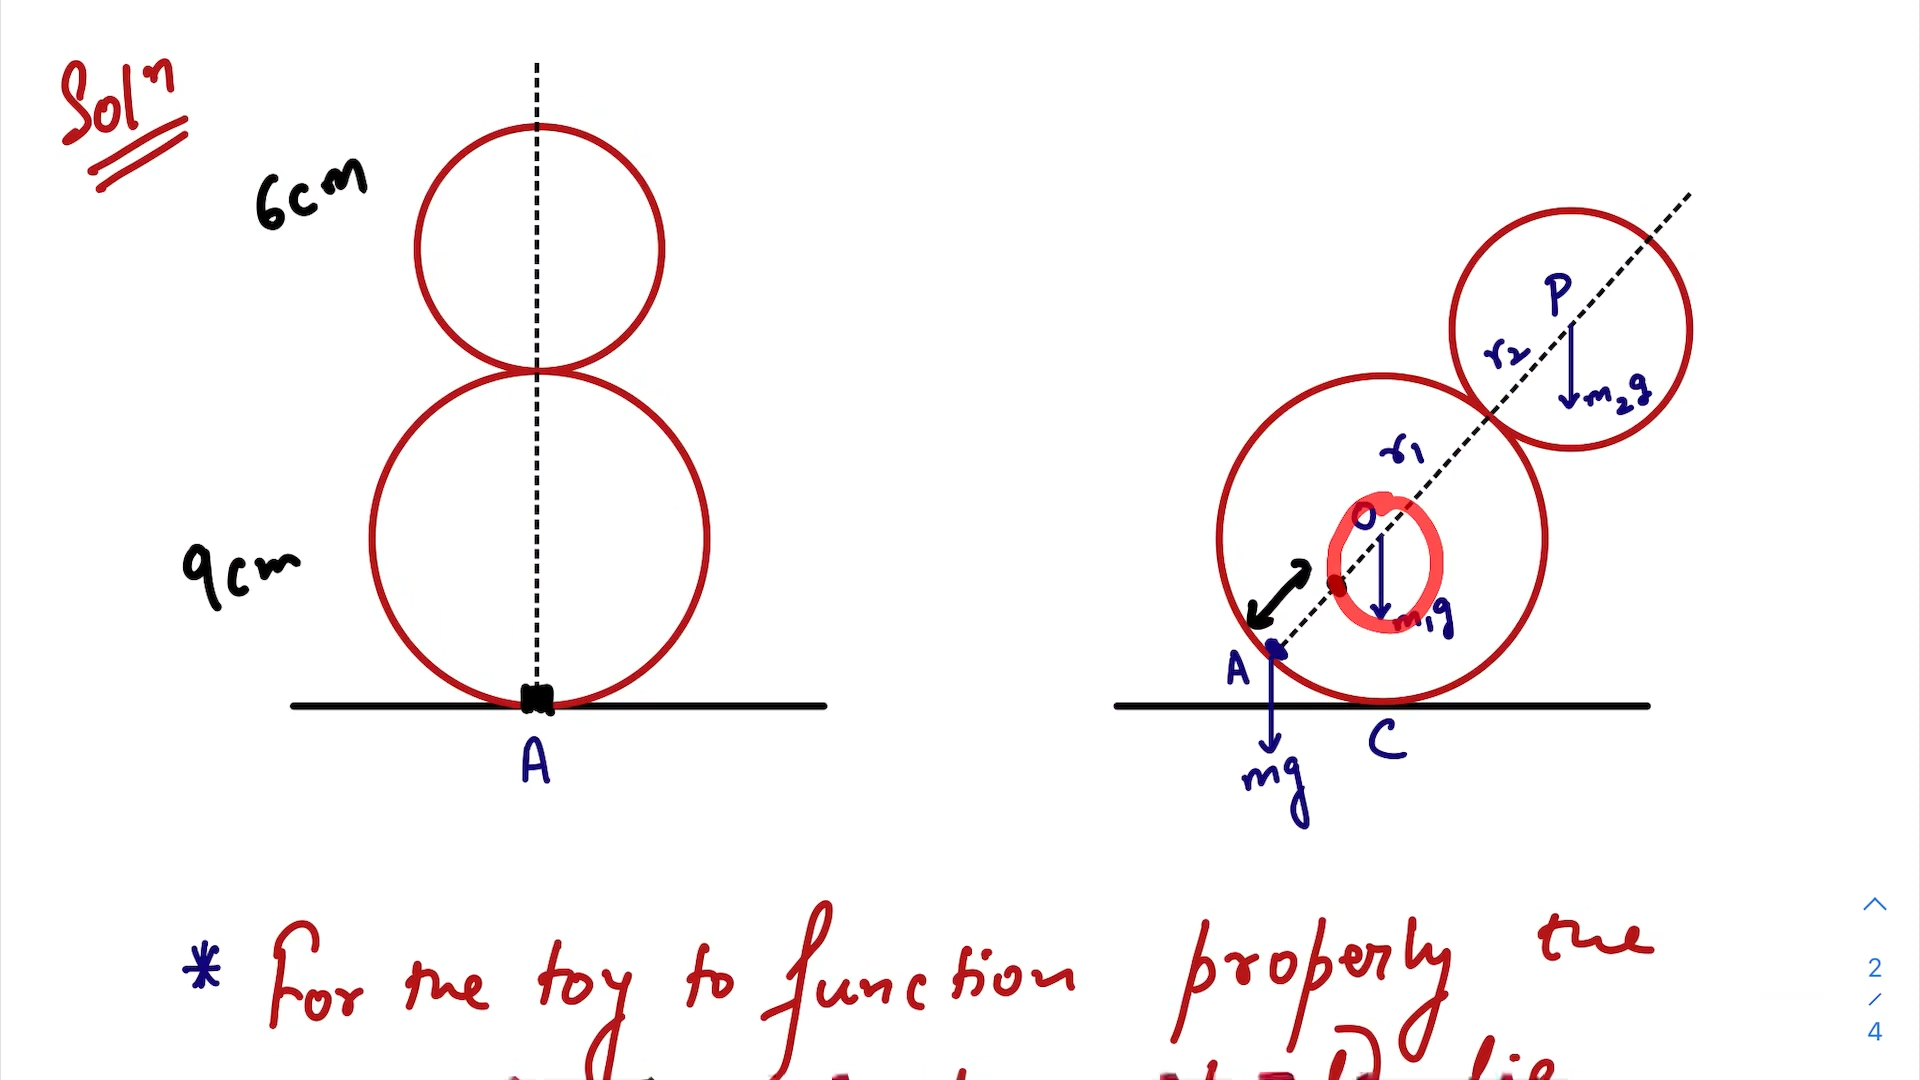 Solⁿ
6cm
9cm
A
P
r₂
m₂g
r₁
O
m₁g
A
C
mg
* For the toy to function properly the
2
/
4